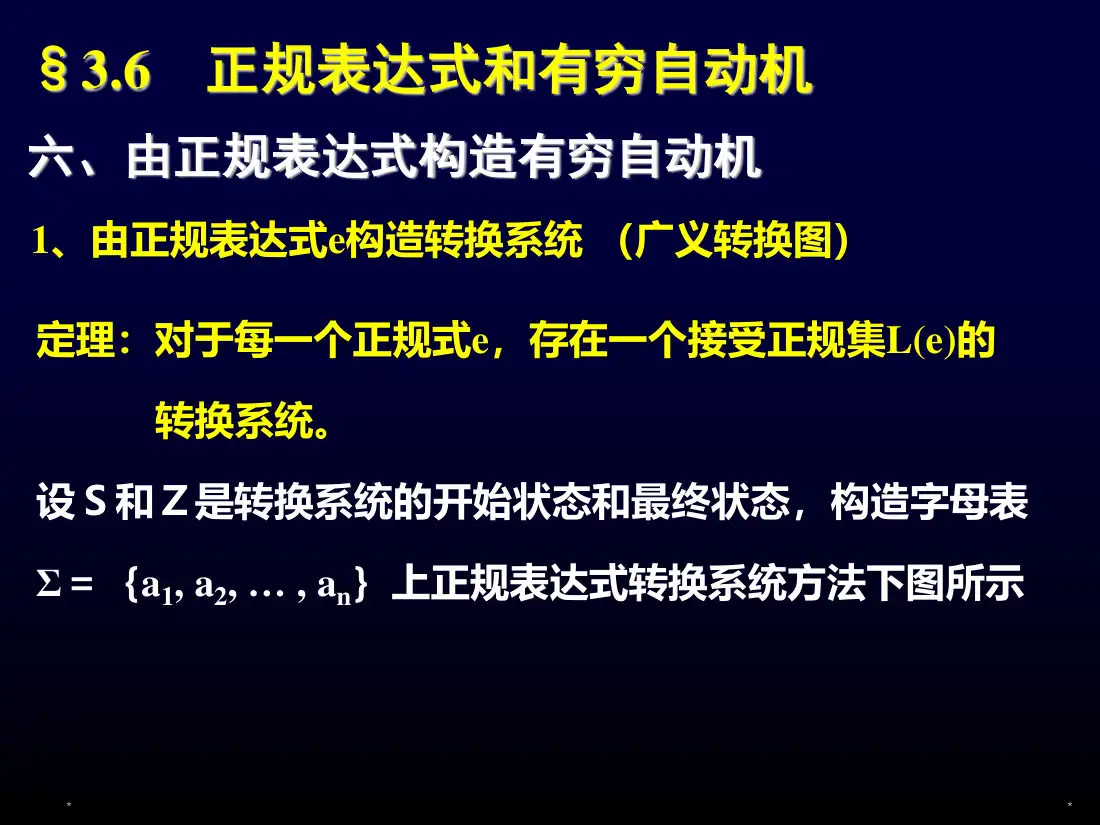 §3.6 正规表达式和有穷自动机
六、由正规表达式构造有穷自动机
1、由正规表达式e构造转换系统 （广义转换图）
定理：对于每一个正规式e，存在一个接受正规集L(e)的
转换系统。
设S和Z是转换系统的开始状态和最终状态，构造字母表
Σ＝｛a₁, a₂, … , aₙ｝上正规表达式转换系统方法下图所示
* *